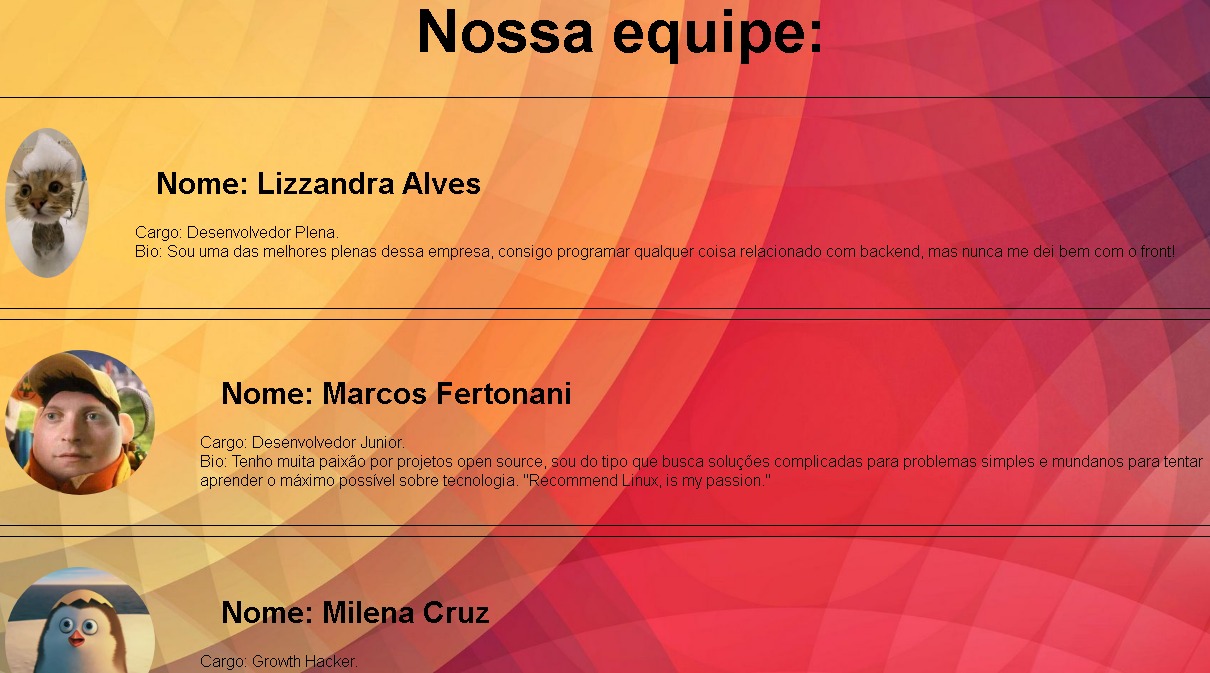 Nossa equipe:
Nome: Lizzandra Alves
Cargo: Desenvolvedor Plena.
Bio: Sou uma das melhores plenas dessa empresa, consigo programar qualquer coisa relacionado com backend, mas nunca me dei bem com o front!
Nome: Marcos Fertonani
Cargo: Desenvolvedor Junior.
Bio: Tenho muita paixão por projetos open source, sou do tipo que busca soluções complicadas para problemas simples e mundanos para tentar
aprender o máximo possível sobre tecnologia. "Recommend Linux, is my passion."
Nome: Milena Cruz
Cargo: Growth Hacker.